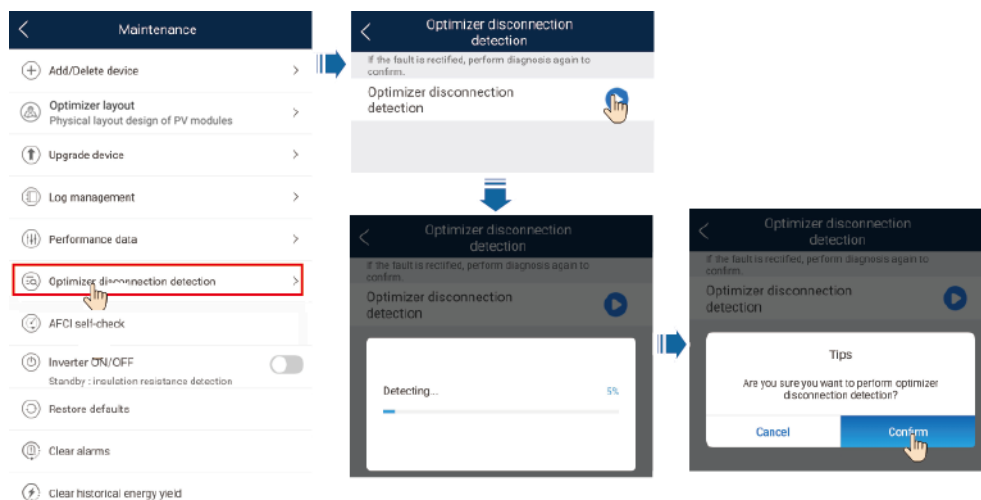 Maintenance
Add/Delete device
Optimizer layout
Physical layout design of PV modules
Upgrade device
Log management
Performance data
Optimizer disconnection detection
AFCI self-check
Inverter ON/OFF
Standby : insulation resistance detection
Restore defaults
Clear alarms
Clear historical energy yield
Optimizer disconnection
detection
If the fault is rectified, perform diagnosis again to
confirm.
Optimizer disconnection
detection
Optimizer disconnection
detection
If the fault is rectified, perform diagnosis again to
confirm.
Optimizer disconnection
detection
Detecting...
5%
Optimizer disconnection
detection
If the fault is rectified, perform diagnosis again to
confirm.
Optimizer disconnection
detection
Tips
Are you sure you want to perform optimizer
disconnection detection?
Cancel
Confirm